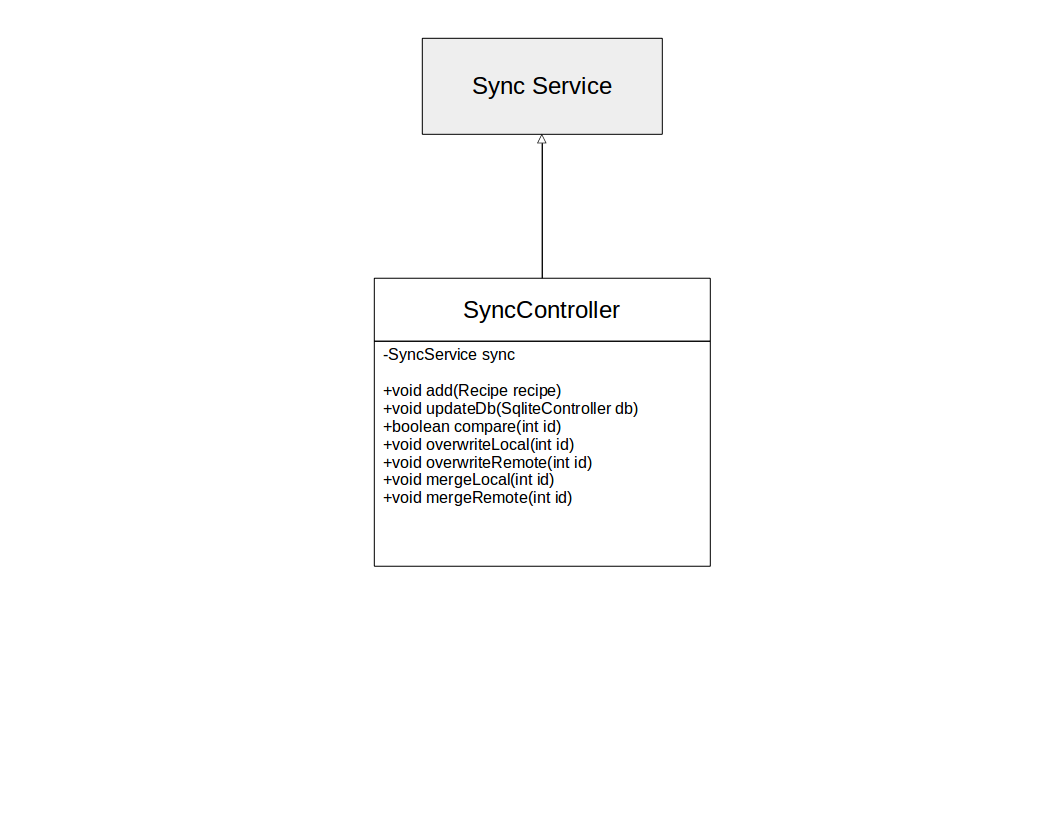 Sync Service
SyncController
-SyncService sync
+void add(Recipe recipe)
+void updateDb(SqliteController db)
+boolean compare(int id)
+void overwriteLocal(int id)
+void overwriteRemote(int id)
+void mergeLocal(int id)
+void mergeRemote(int id)